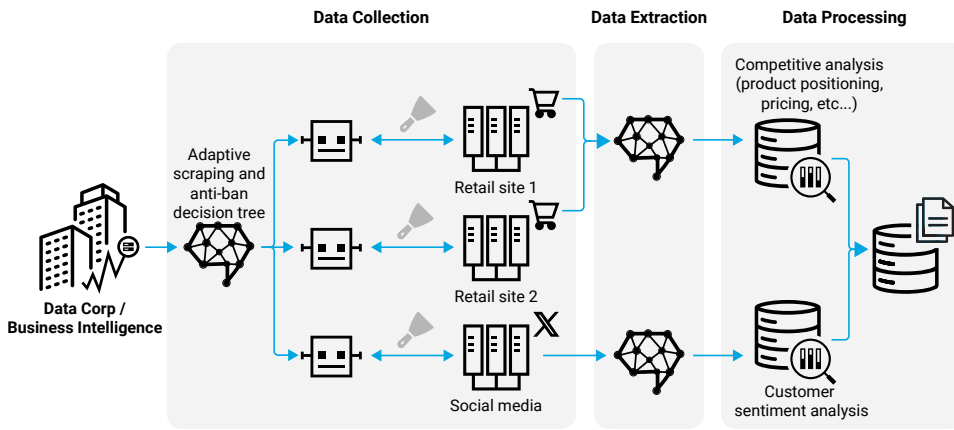 Data Collection
Data Extraction
Data Processing
Competitive analysis
(product positioning,
pricing, etc...)
Adaptive
scraping and
anti-ban
decision tree
Retail site 1
Retail site 2
Data Corp /
Business Intelligence
Social media
Customer
sentiment analysis